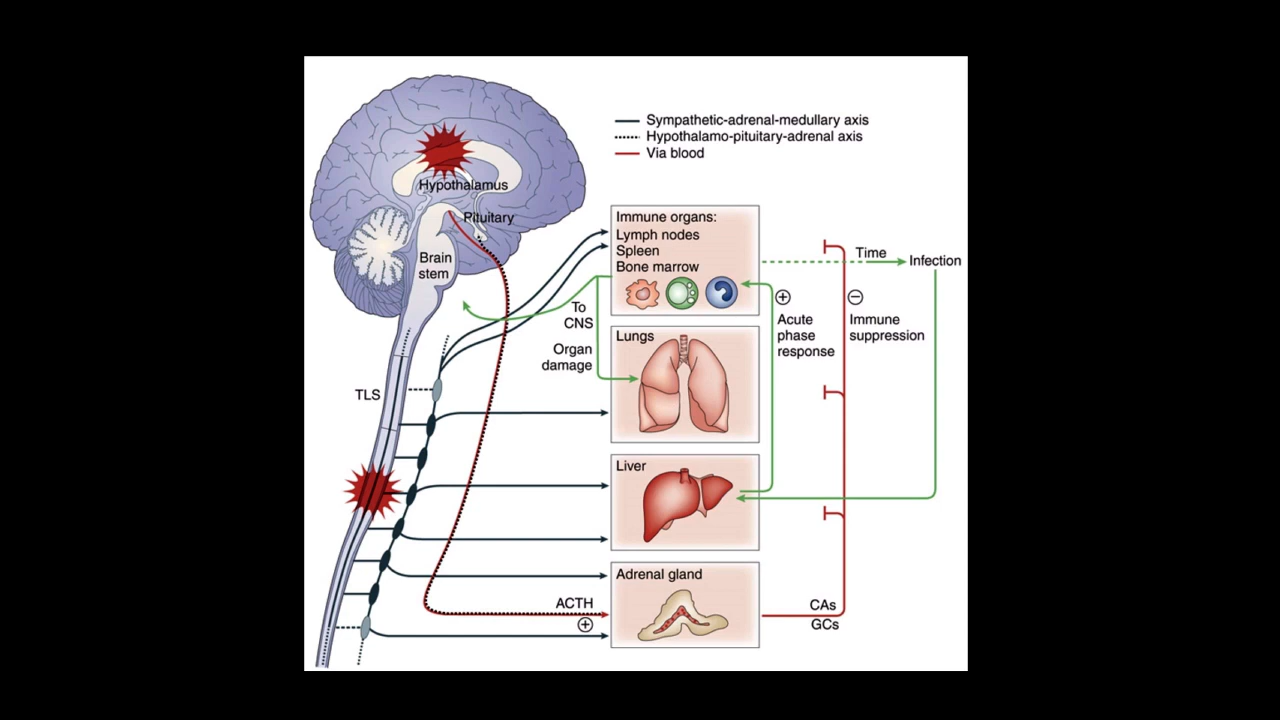 Sympathetic-adrenal-medullary axis
Hypothalamo-pituitary-adrenal axis
Via blood
Hypothalamus
Pituitary
Brain
stem
TLS
Immune organs:
Lymph nodes
Spleen
Bone marrow
To
CNS
Organ
damage
Lungs
Liver
Adrenal gland
ACTH
+
Time
Infection
+
Acute
phase
response
−
Immune
suppression
CAs
GCs